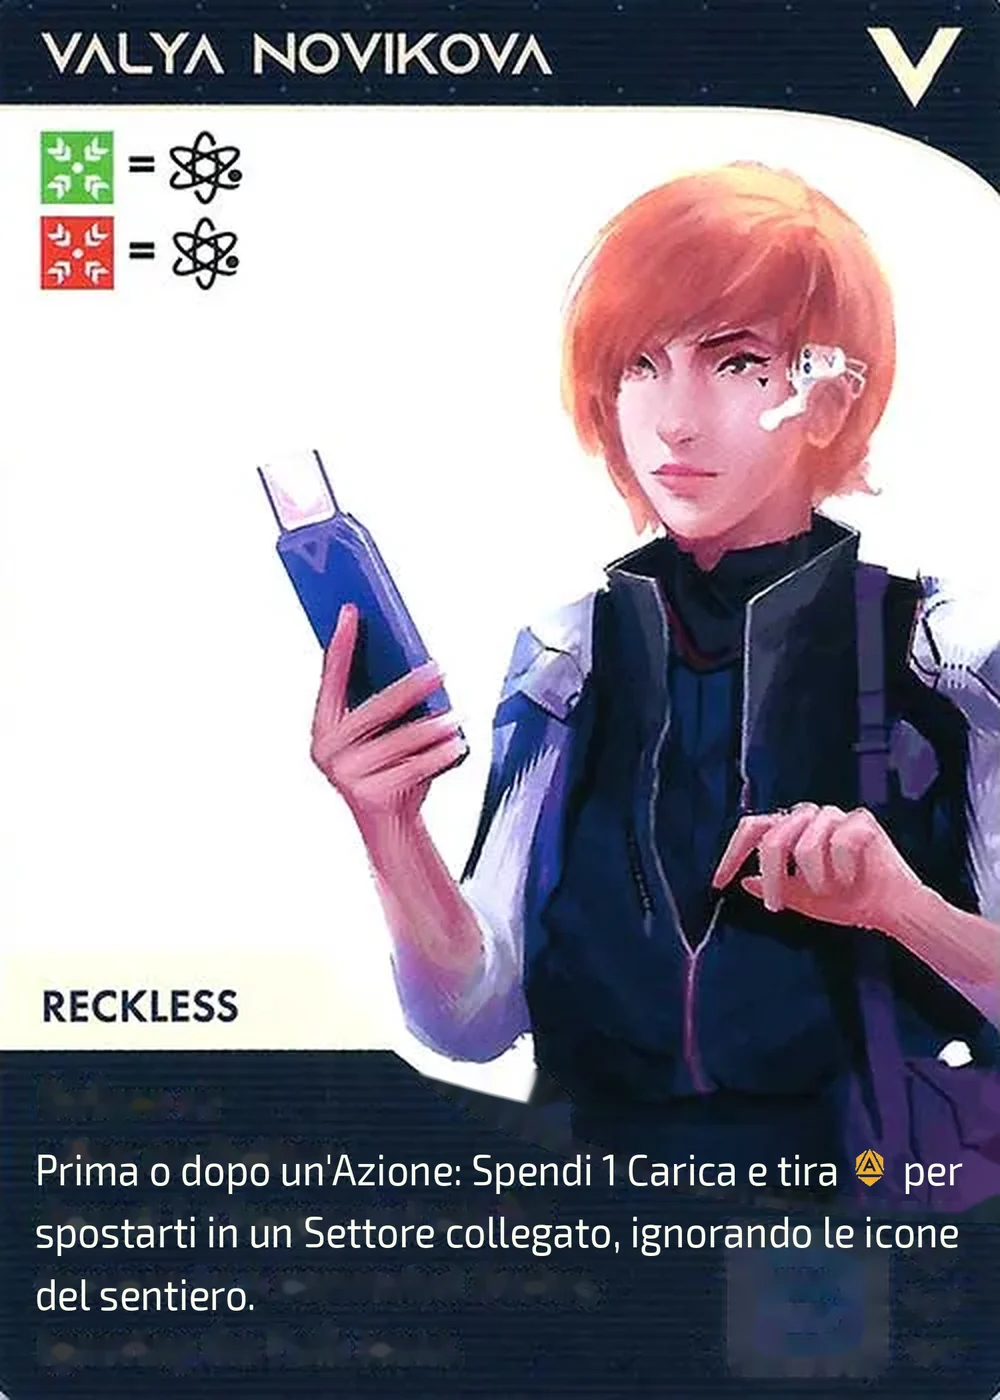 VALYA NOVIKOVA
V
=
=
RECKLESS
Prima o dopo un'Azione: Spendi 1 Carica e tira A per
spostarti in un Settore collegato, ignorando le icone
del sentiero.